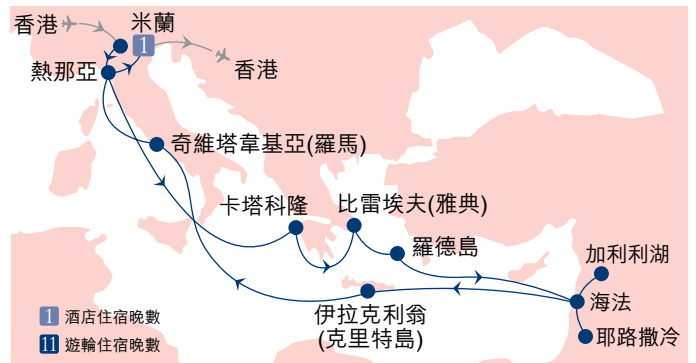 香港
米蘭
1
香港
熱那亞
奇維塔韋基亞(羅馬)
卡塔科隆
比雷埃夫(雅典)
羅德島
加利利湖
海法
伊拉克利翁
(克里特島)
耶路撒冷
1 酒店住宿晚數
11 遊輪住宿晚數